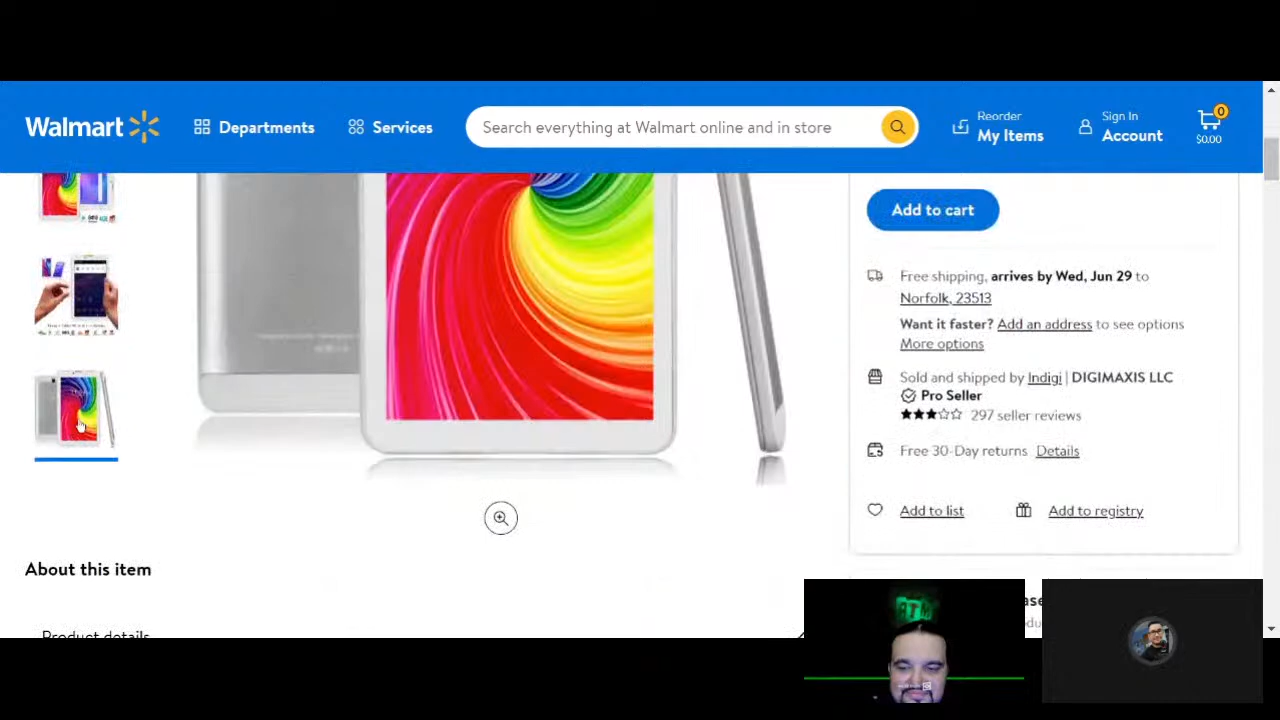 Walmart
Departments
Services
Search everything at Walmart online and in store
Reorder
My Items
Sign In
Account
0
$0.00
Add to cart
Free shipping, arrives by Wed, Jun 29 to
Norfolk, 23513
Want it faster? Add an address to see options
More options
Sold and shipped by Indigi | DIGIMAXIS LLC
Pro Seller
297 seller reviews
Free 30-Day returns Details
Add to list
Add to registry
About this item
Product details